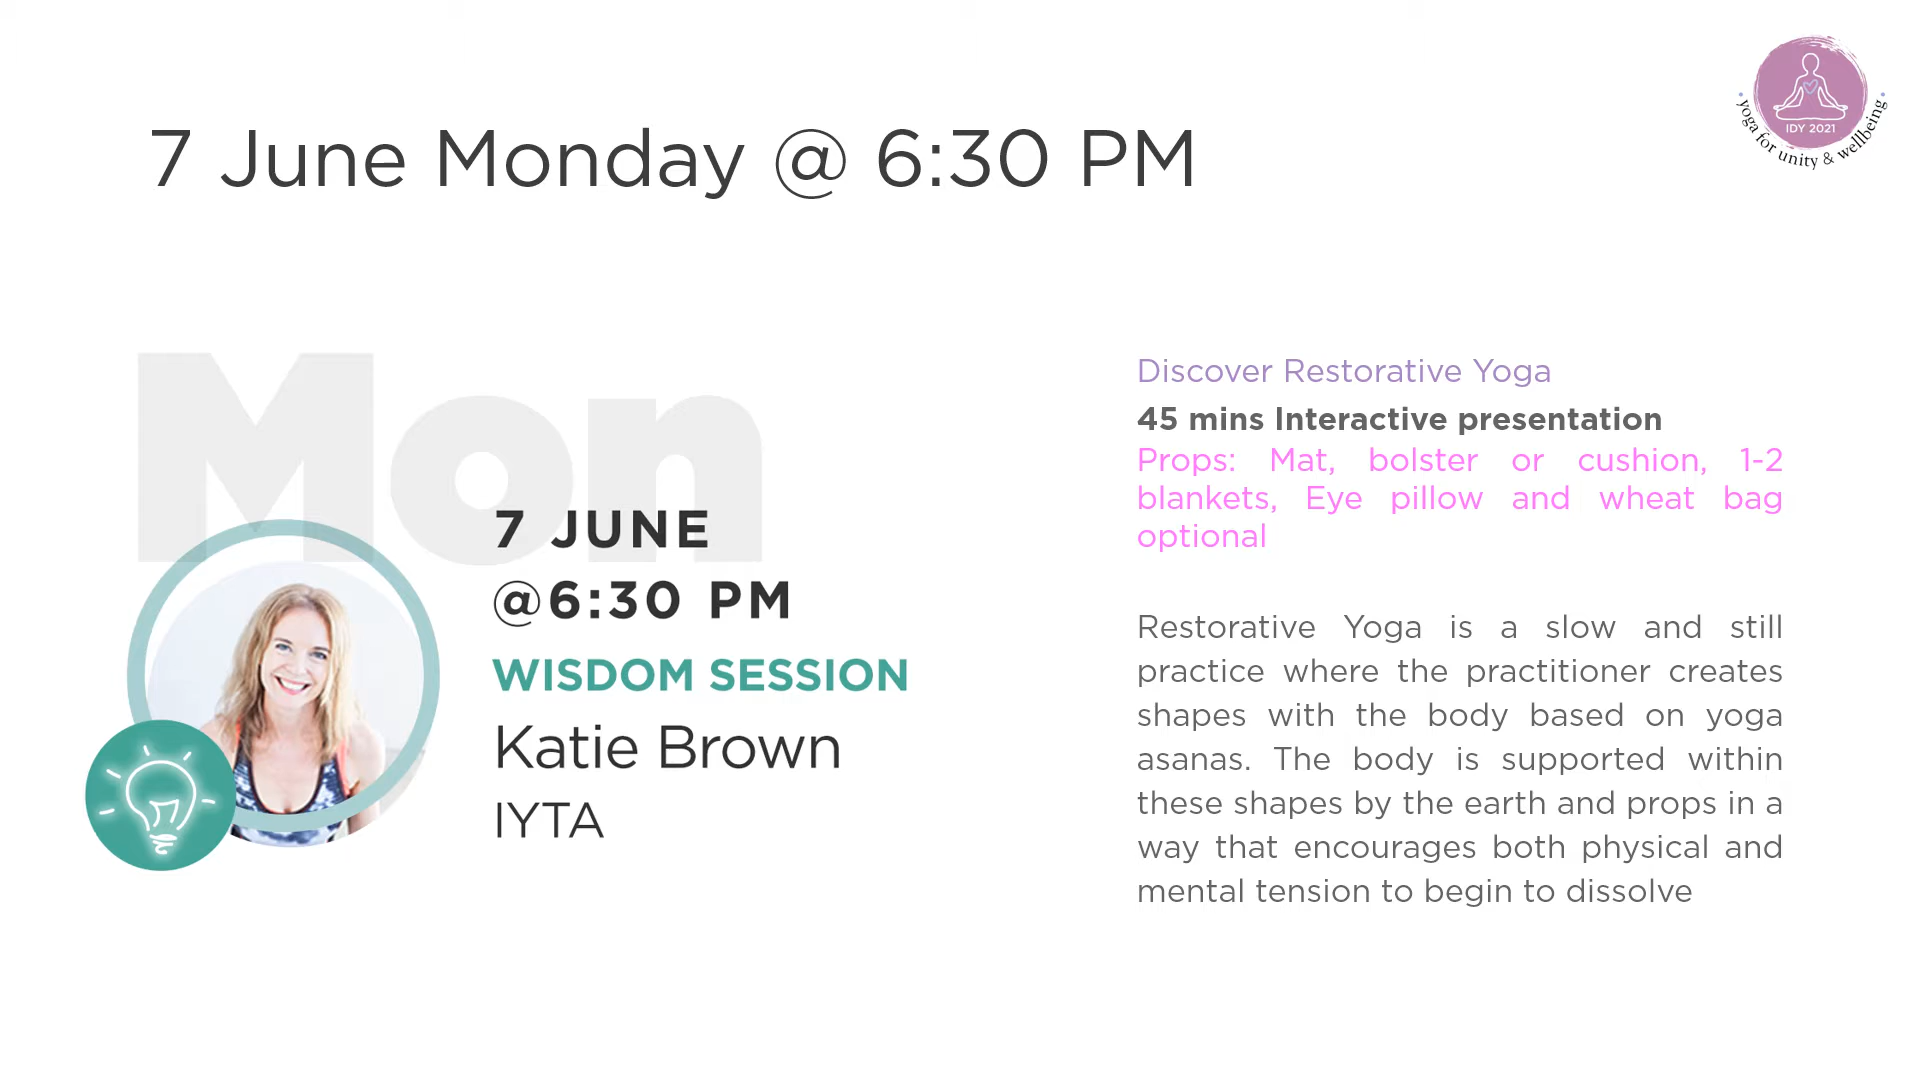 7 June Monday @ 6:30 PM
IDY 2021
· yoga for unity & wellbeing ·
Mon
7 JUNE
@6:30 PM
WISDOM SESSION
Katie Brown
IYTA
Discover Restorative Yoga
45 mins Interactive presentation
Props: Mat, bolster or cushion, 1-2
blankets, Eye pillow and wheat bag
optional
Restorative Yoga is a slow and still
practice where the practitioner creates
shapes with the body based on yoga
asanas. The body is supported within
these shapes by the earth and props in a
way that encourages both physical and
mental tension to begin to dissolve